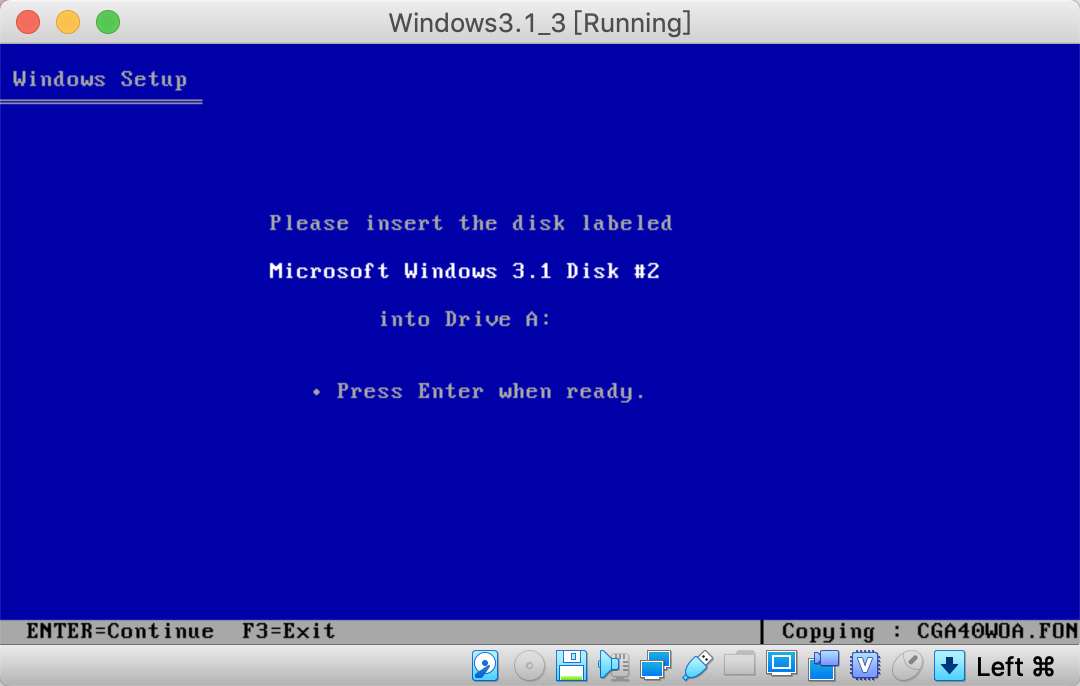 Windows3.1_3 [Running]
Windows Setup
Please insert the disk labeled
Microsoft Windows 3.1 Disk #2
into Drive A:
• Press Enter when ready.
ENTER=Continue F3=Exit | Copying : CGA40WOA.FON
V Left ⌘